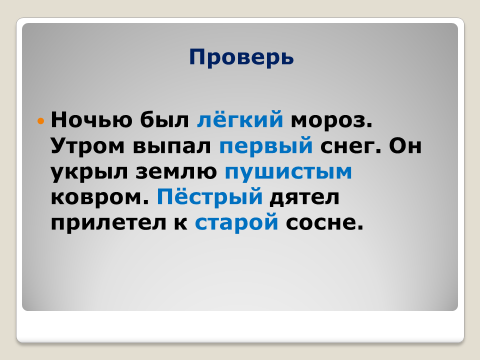 Проверь
Ночью был лёгкий мороз.
Утром выпал первый снег. Он
укрыл землю пушистым
ковром. Пёстрый дятел
прилетел к старой сосне.